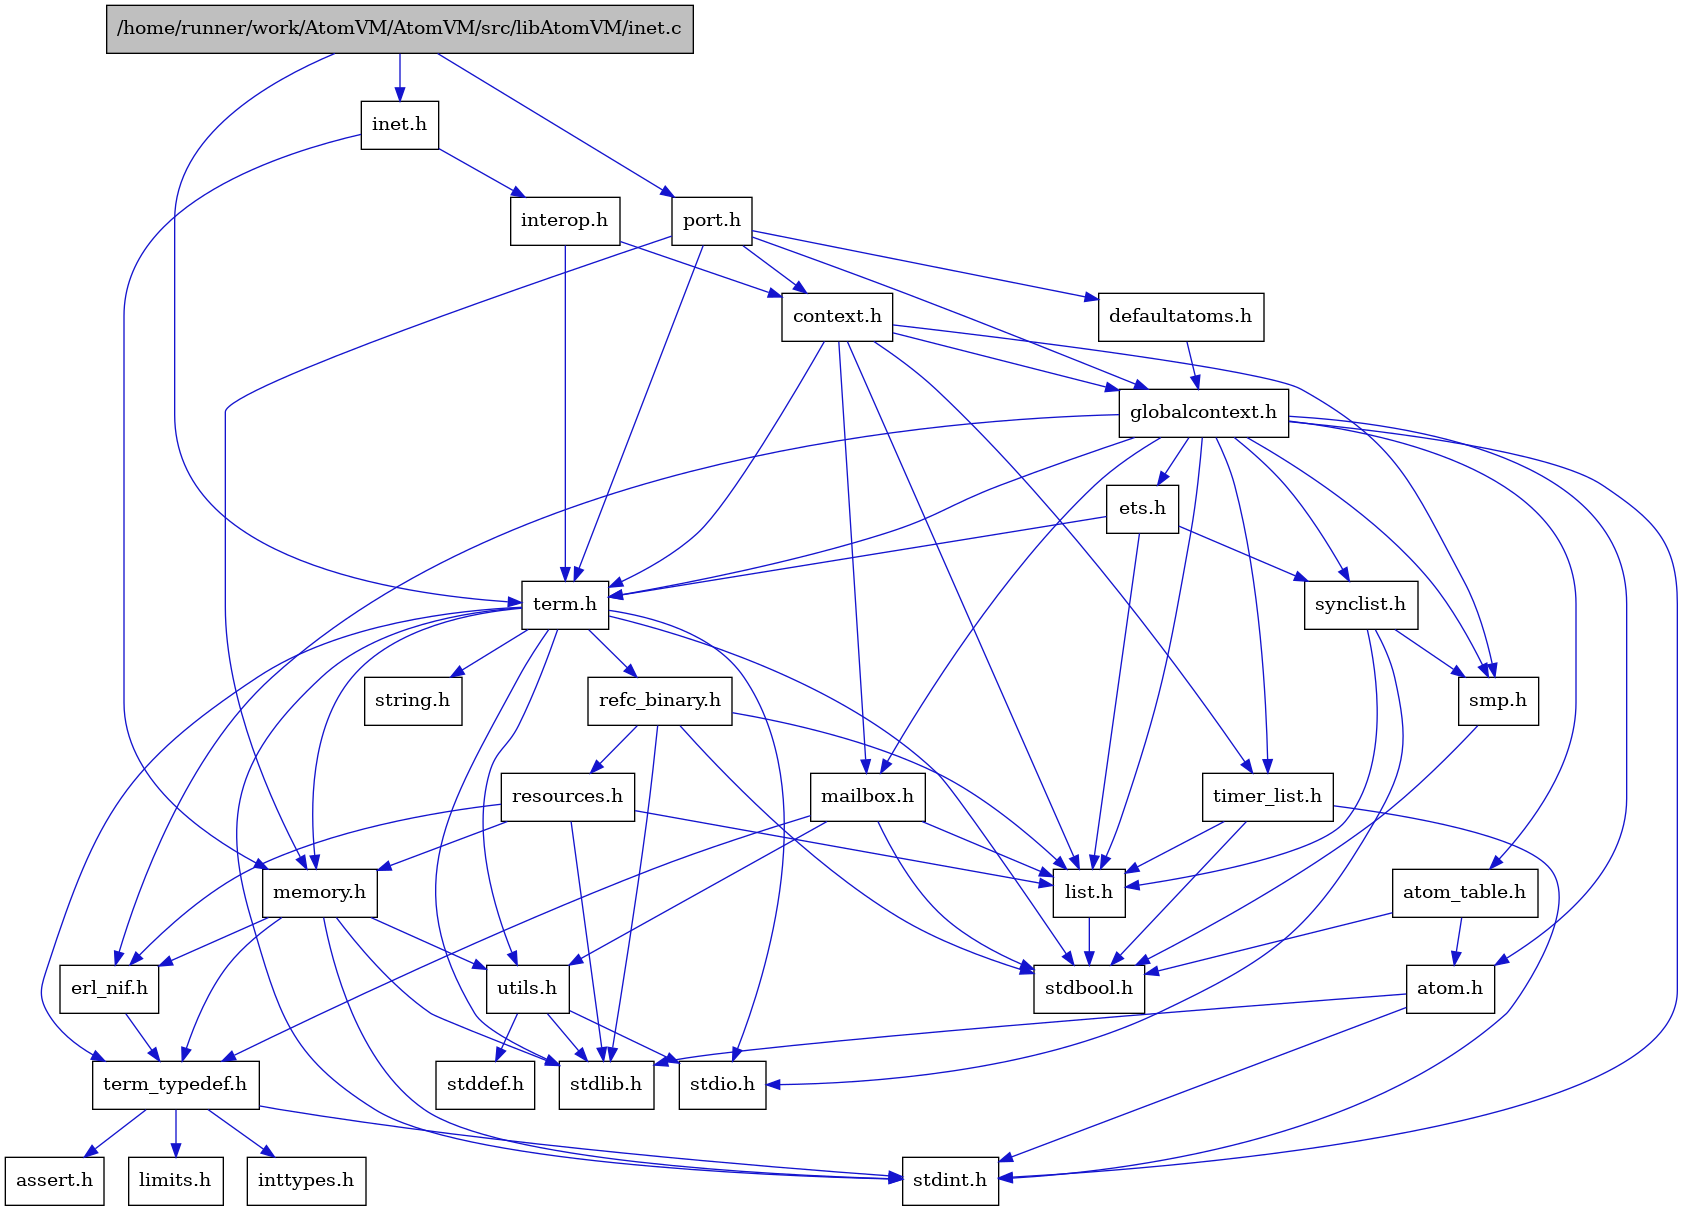 /home/runner/work/AtomVM/AtomVM/src/libAtomVM/inet.c
inet.h
interop.h
port.h
context.h
defaultatoms.h
globalcontext.h
ets.h
term.h
synclist.h
string.h
refc_binary.h
smp.h
resources.h
mailbox.h
timer_list.h
memory.h
list.h
atom_table.h
erl_nif.h
utils.h
stdbool.h
atom.h
term_typedef.h
stddef.h
stdlib.h
stdio.h
assert.h
limits.h
inttypes.h
stdint.h